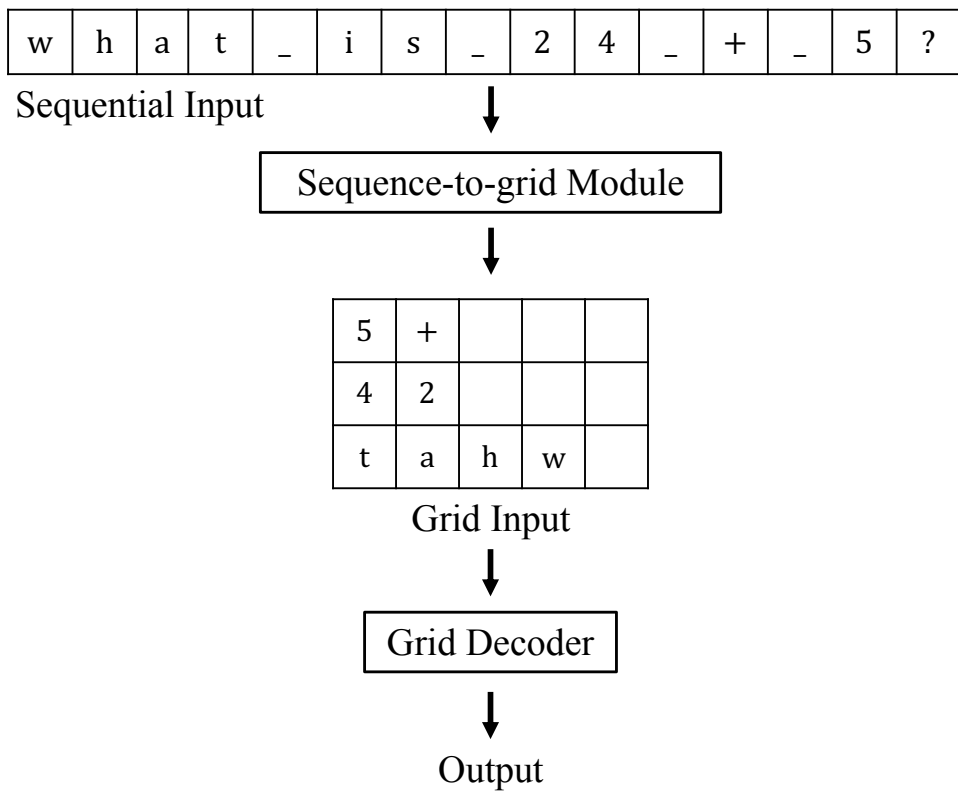 w h a t _ i s _ 2 4 _ + _ 5 ?
Sequential Input
Sequence-to-grid Module
5 +
4 2
t a h w
Grid Input
Grid Decoder
Output